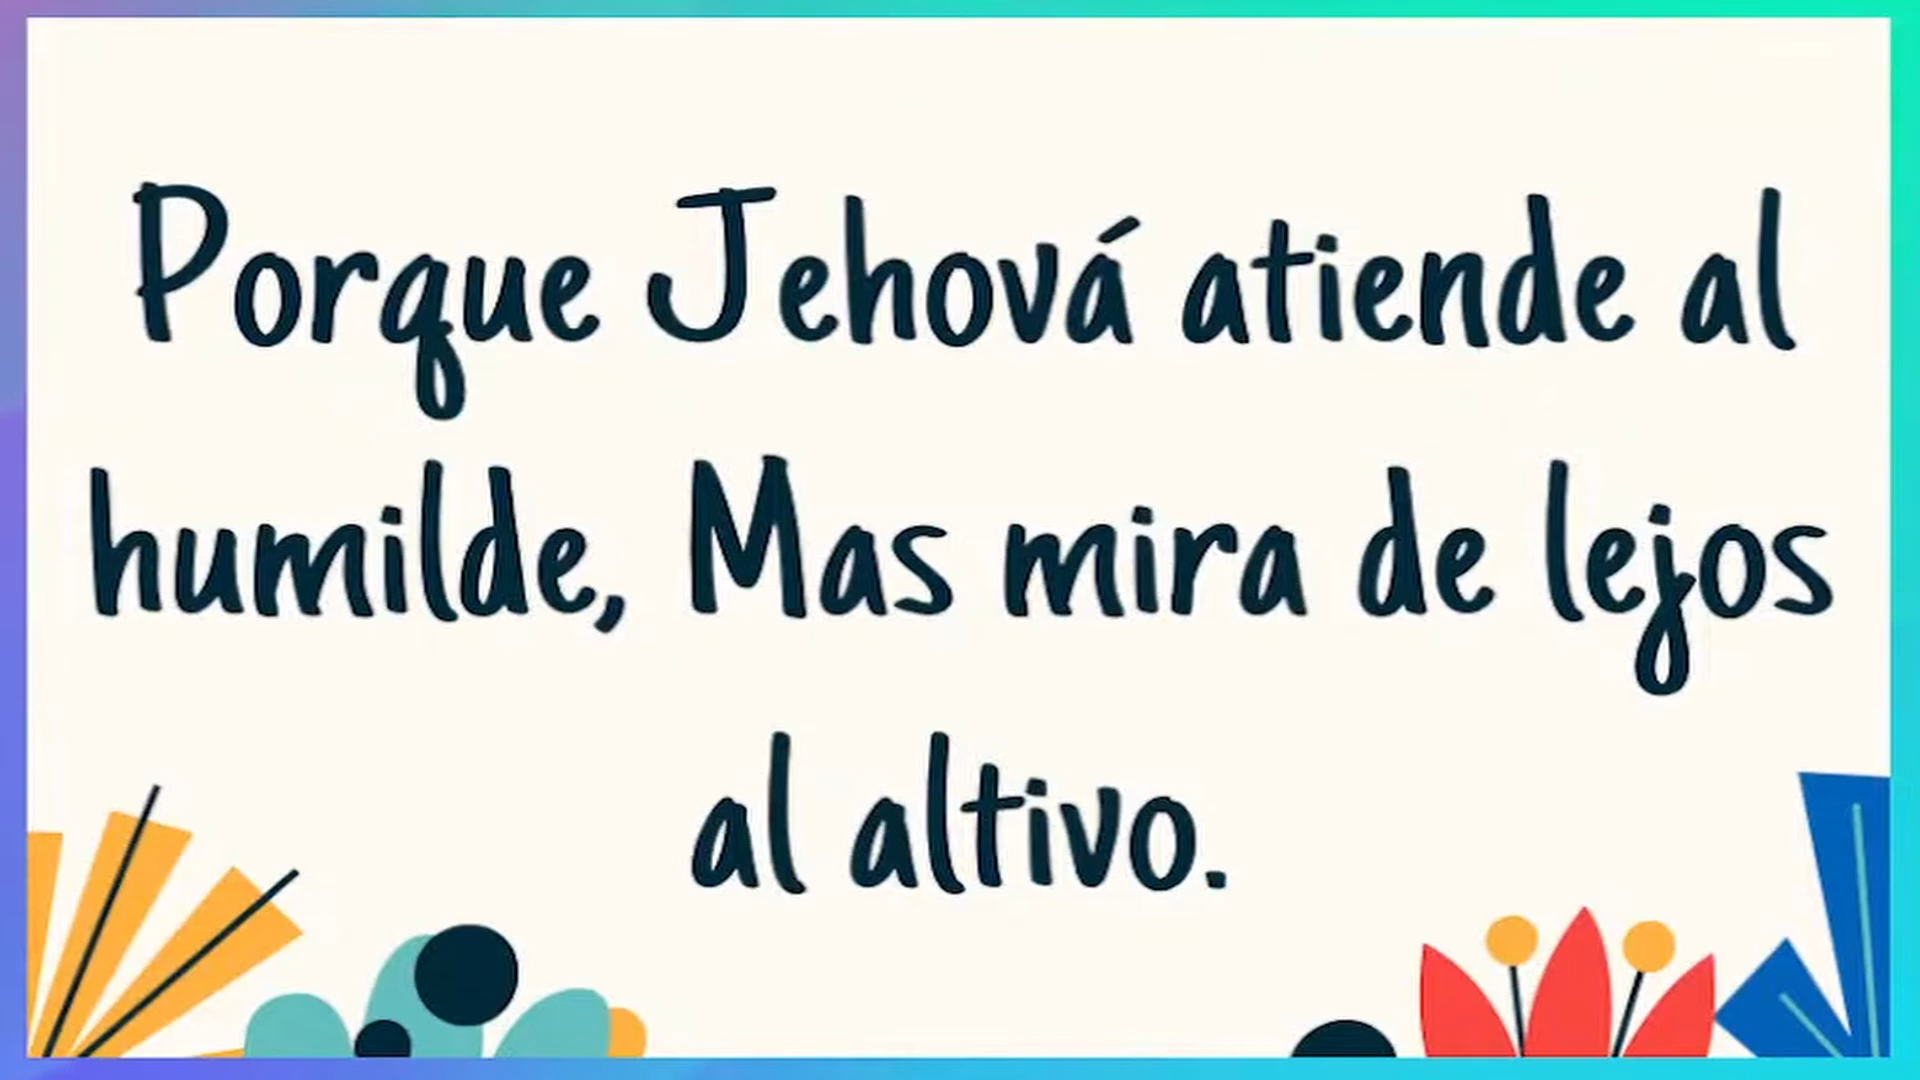 Porque Jehová atiende al
humilde, Mas mira de lejos
al altivo.